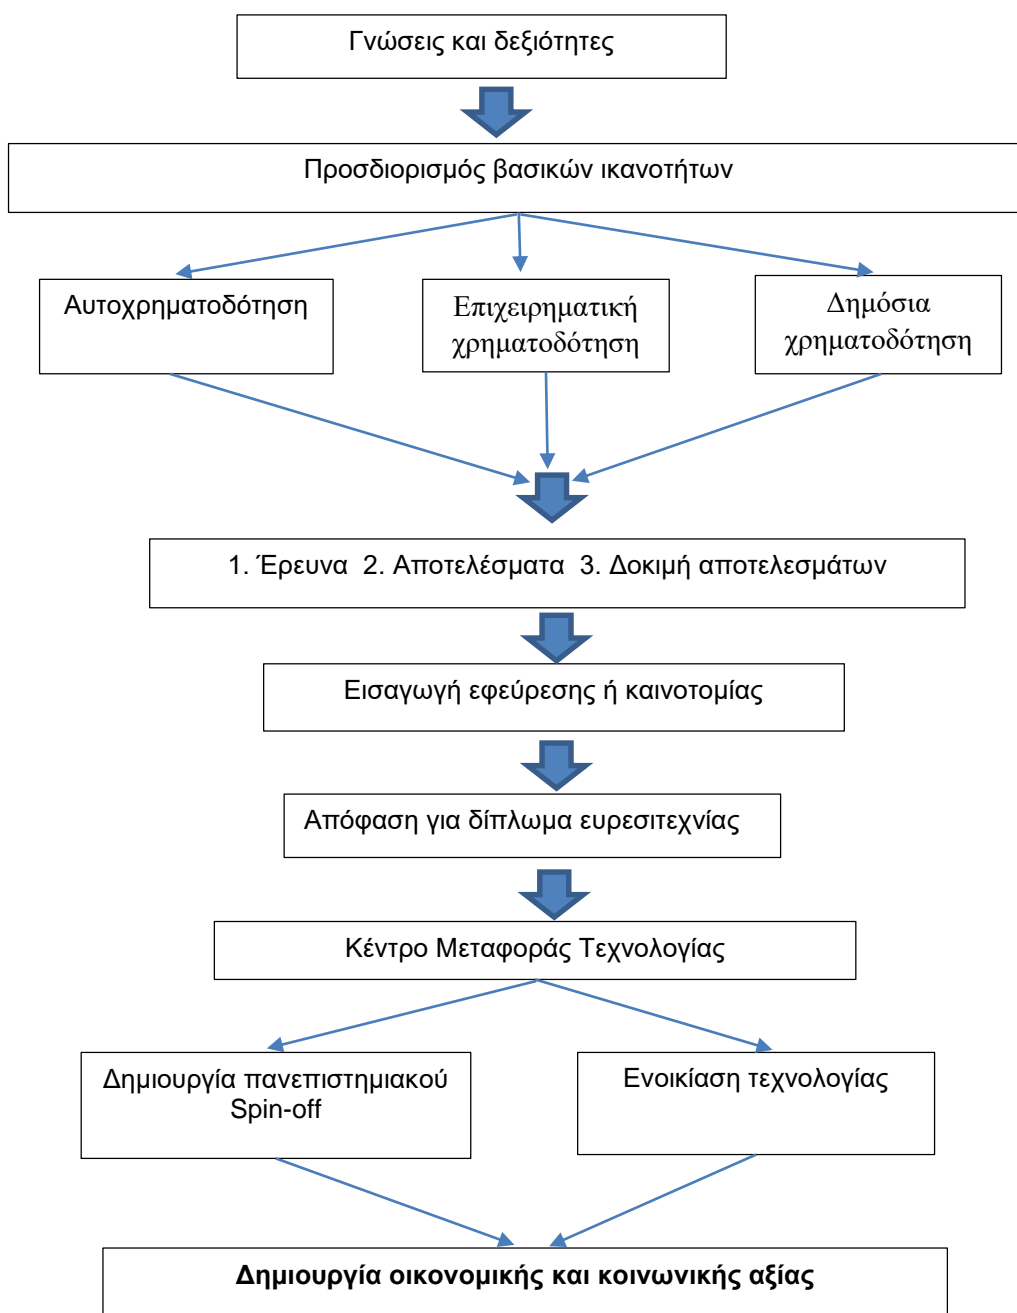 Γνώσεις και δεξιότητες
Προσδιορισμός βασικών ικανοτήτων
Αυτοχρηματοδότηση
Επιχειρηματική
χρηματοδότηση
Δημόσια
χρηματοδότηση
1. Έρευνα  2. Αποτελέσματα  3. Δοκιμή αποτελεσμάτων
Εισαγωγή εφεύρεσης ή καινοτομίας
Απόφαση για δίπλωμα ευρεσιτεχνίας
Κέντρο Μεταφοράς Τεχνολογίας
Δημιουργία πανεπιστημιακού
Spin-off
Ενοικίαση τεχνολογίας
Δημιουργία οικονομικής και κοινωνικής αξίας